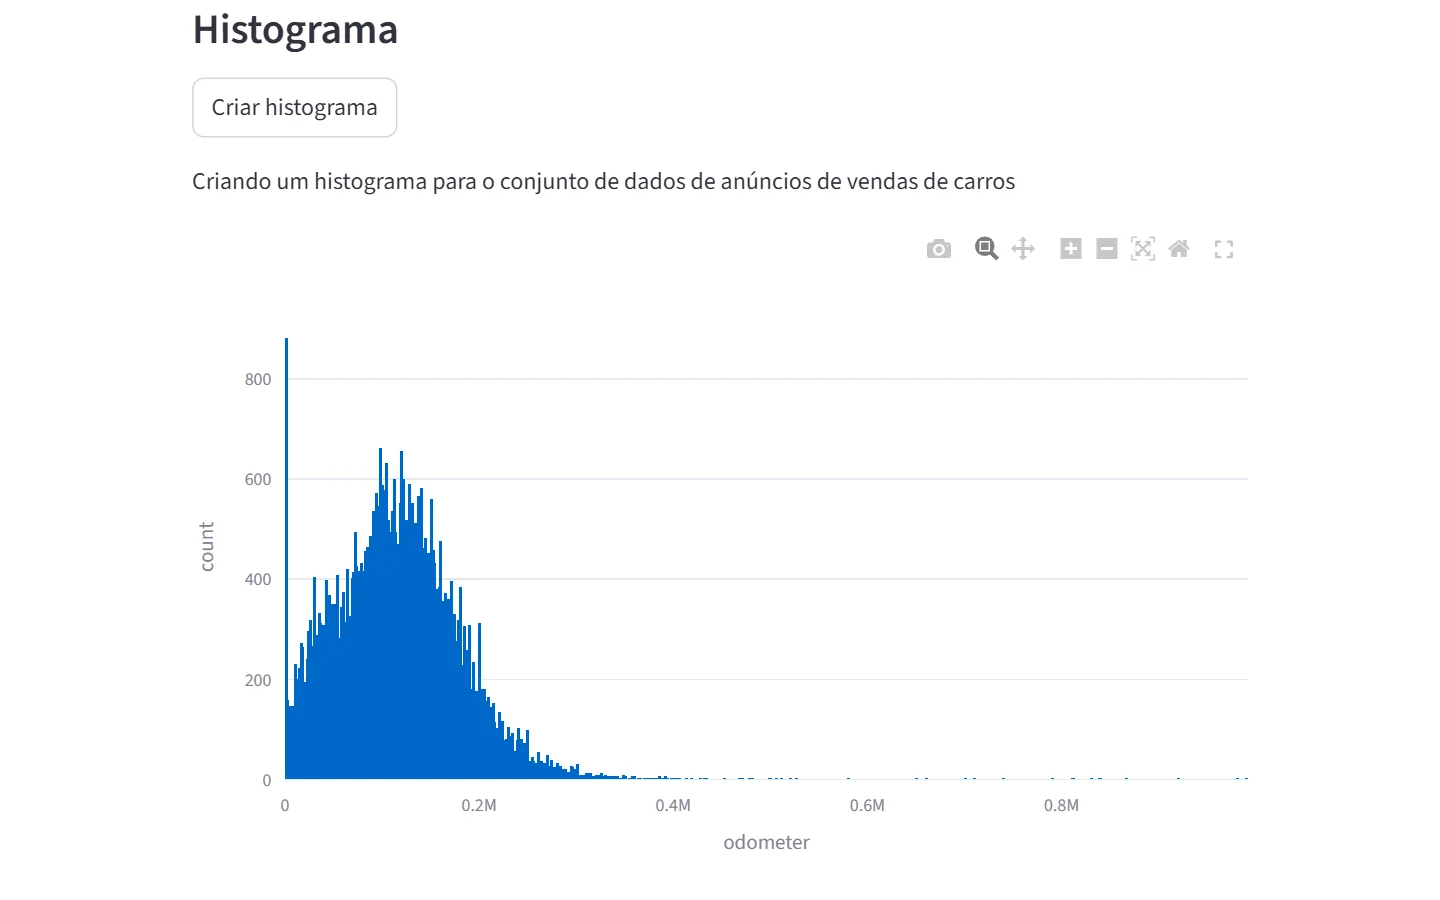 Histograma
Criar histograma
Criando um histograma para o conjunto de dados de anúncios de vendas de carros
800
600
400
200
0
count
0
0.2M
0.4M
0.6M
0.8M
odometer